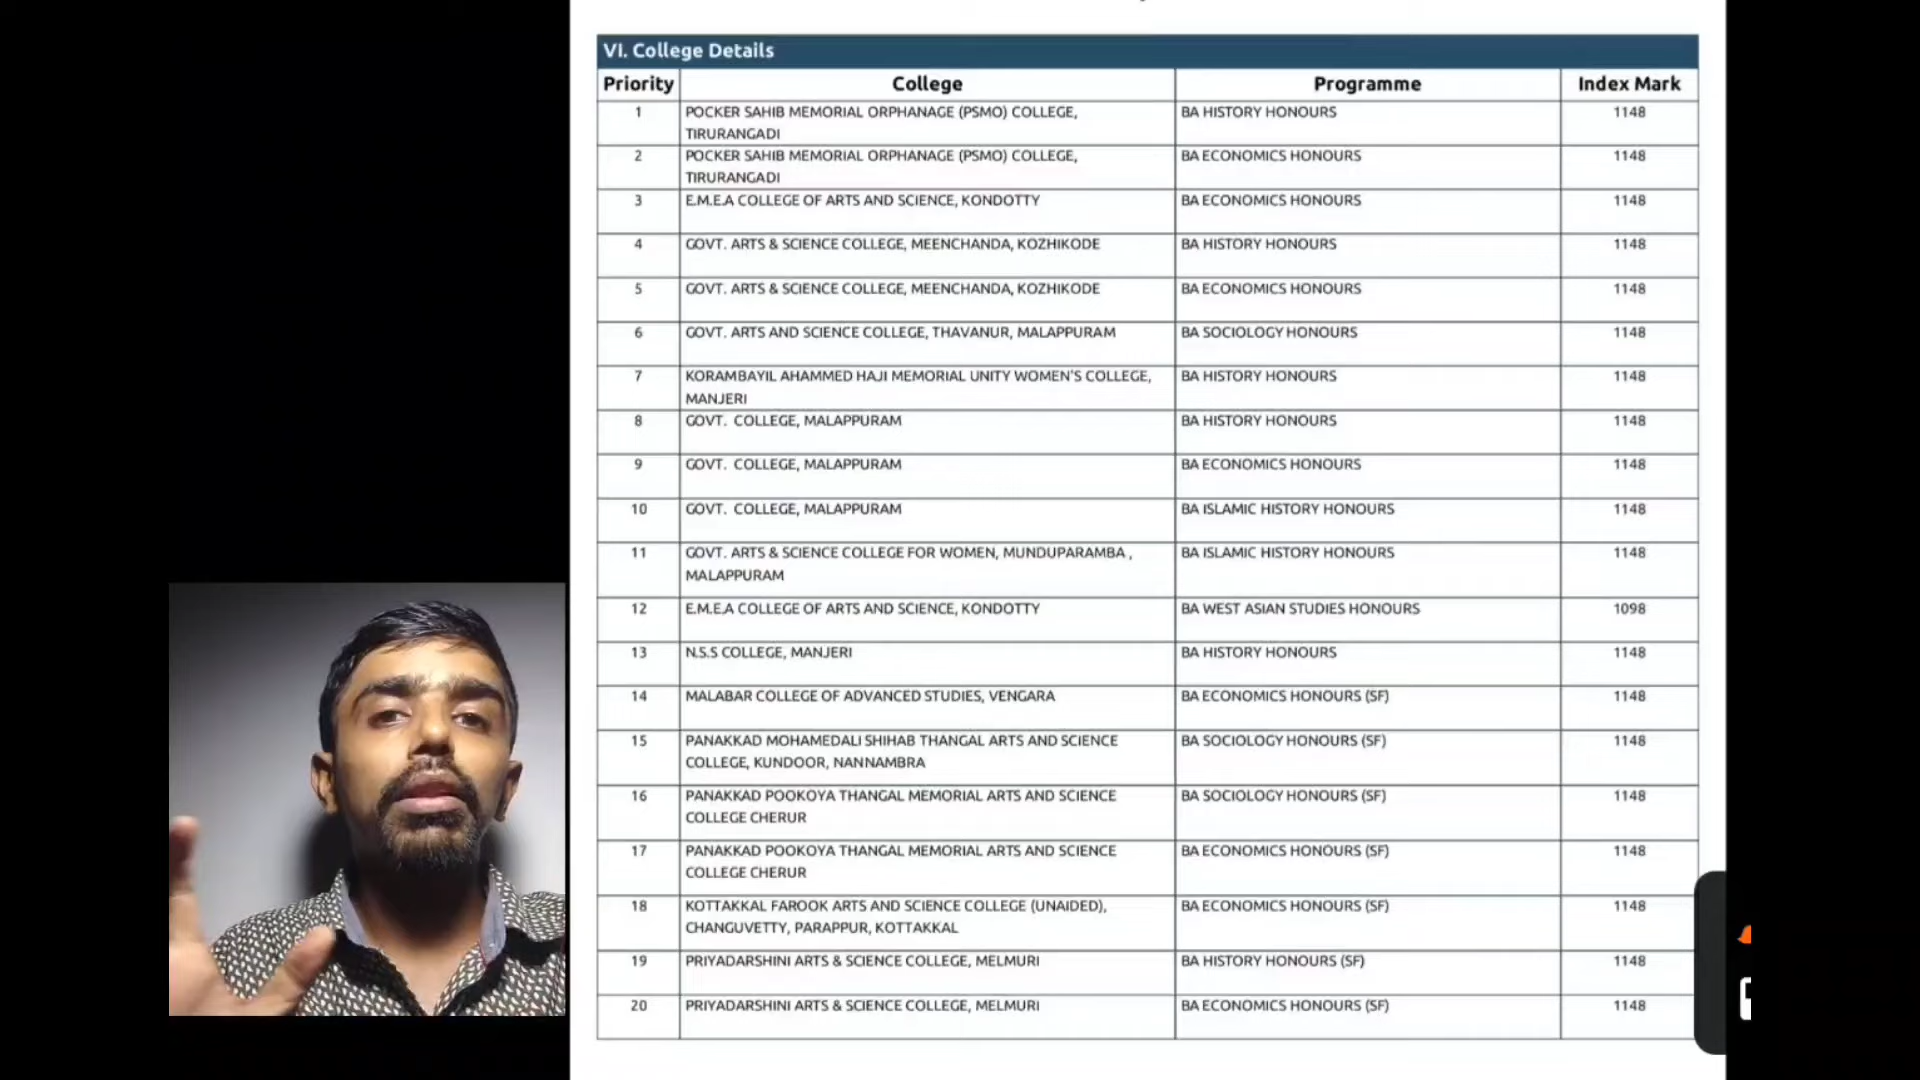 VI. College Details
Priority College Programme Index Mark
1 POCKER SAHIB MEMORIAL ORPHANAGE (PSMO) COLLEGE, BA HISTORY HONOURS 1148
TIRURANGADI
2 POCKER SAHIB MEMORIAL ORPHANAGE (PSMO) COLLEGE, BA ECONOMICS HONOURS 1148
TIRURANGADI
3 E.M.E.A COLLEGE OF ARTS AND SCIENCE, KONDOTTY BA ECONOMICS HONOURS 1148
4 GOVT. ARTS & SCIENCE COLLEGE, MEENCHANDA, KOZHIKODE BA HISTORY HONOURS 1148
5 GOVT. ARTS & SCIENCE COLLEGE, MEENCHANDA, KOZHIKODE BA ECONOMICS HONOURS 1148
6 GOVT. ARTS AND SCIENCE COLLEGE, THAVANUR, MALAPPURAM BA SOCIOLOGY HONOURS 1148
7 KORAMBAYIL AHAMMED HAJI MEMORIAL UNITY WOMEN'S COLLEGE, BA HISTORY HONOURS 1148
MANJERI
8 GOVT. COLLEGE, MALAPPURAM BA HISTORY HONOURS 1148
9 GOVT. COLLEGE, MALAPPURAM BA ECONOMICS HONOURS 1148
10 GOVT. COLLEGE, MALAPPURAM BA ISLAMIC HISTORY HONOURS 1148
11 GOVT. ARTS & SCIENCE COLLEGE FOR WOMEN, MUNDUPARAMBA , BA ISLAMIC HISTORY HONOURS 1148
MALAPPURAM
12 E.M.E.A COLLEGE OF ARTS AND SCIENCE, KONDOTTY BA WEST ASIAN STUDIES HONOURS 1098
13 N.S.S COLLEGE, MANJERI BA HISTORY HONOURS 1148
14 MALABAR COLLEGE OF ADVANCED STUDIES, VENGARA BA ECONOMICS HONOURS (SF) 1148
15 PANAKKAD MOHAMEDALI SHIHAB THANGAL ARTS AND SCIENCE BA SOCIOLOGY HONOURS (SF) 1148
COLLEGE, KUNDOOR, NANNAMBRA
16 PANAKKAD POOKOYA THANGAL MEMORIAL ARTS AND SCIENCE BA SOCIOLOGY HONOURS (SF) 1148
COLLEGE CHERUR
17 PANAKKAD POOKOYA THANGAL MEMORIAL ARTS AND SCIENCE BA ECONOMICS HONOURS (SF) 1148
COLLEGE CHERUR
18 KOTTAKKAL FAROOK ARTS AND SCIENCE COLLEGE (UNAIDED), BA ECONOMICS HONOURS (SF) 1148
CHANGUVETTY, PARAPPUR, KOTTAKKAL
19 PRIYADARSHINI ARTS & SCIENCE COLLEGE, MELMURI BA HISTORY HONOURS (SF) 1148
20 PRIYADARSHINI ARTS & SCIENCE COLLEGE, MELMURI BA ECONOMICS HONOURS (SF) 1148